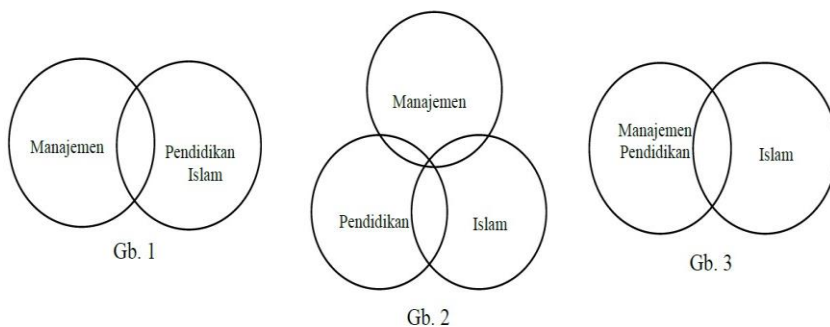 Manajemen
Pendidikan
Islam
Gb. 1
Manajemen
Pendidikan
Islam
Gb. 2
Manajemen
Pendidikan
Islam
Gb. 3